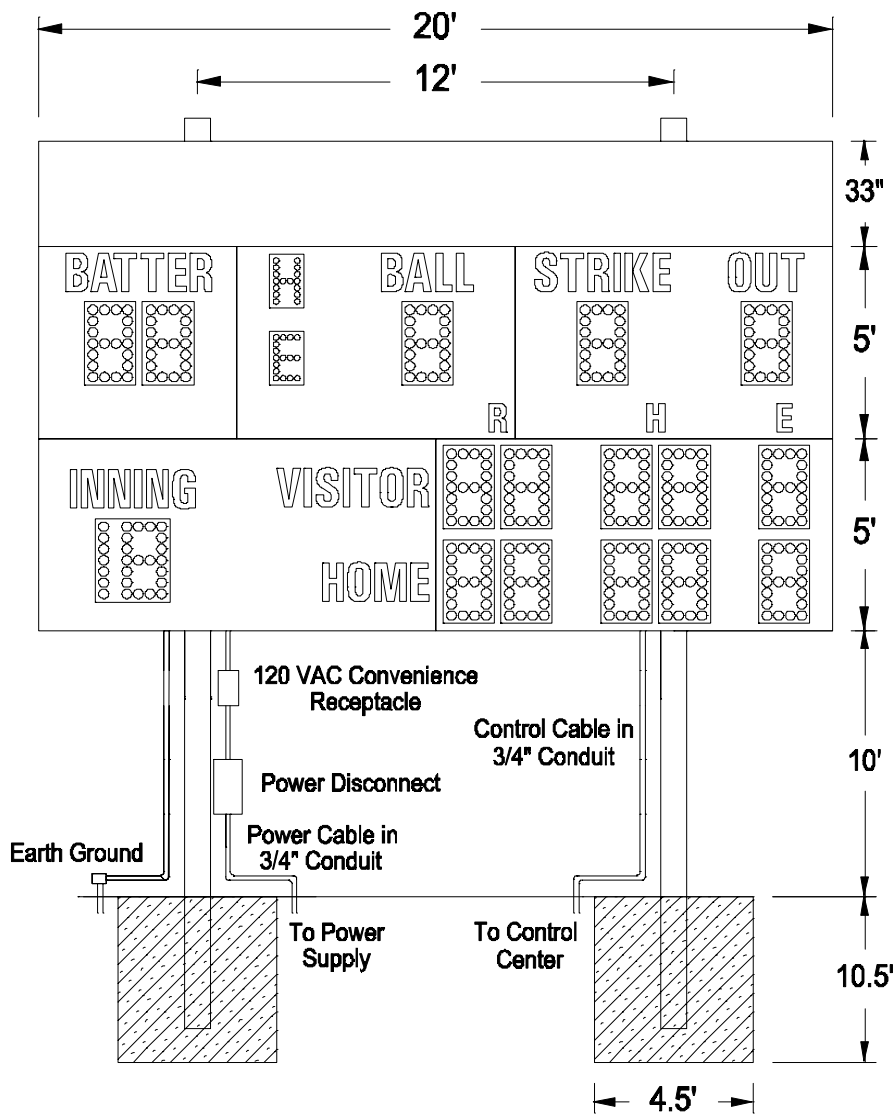 20'
12'
33"
BATTER
H
BALL
STRIKE
OUT
E
5'
R
H
E
INNING
VISITOR
HOME
5'
120 VAC Convenience
Receptacle
Control Cable in
3/4" Conduit
Power Disconnect
10'
Power Cable in
3/4" Conduit
Earth Ground
To Power
Supply
To Control
Center
10.5'
4.5'